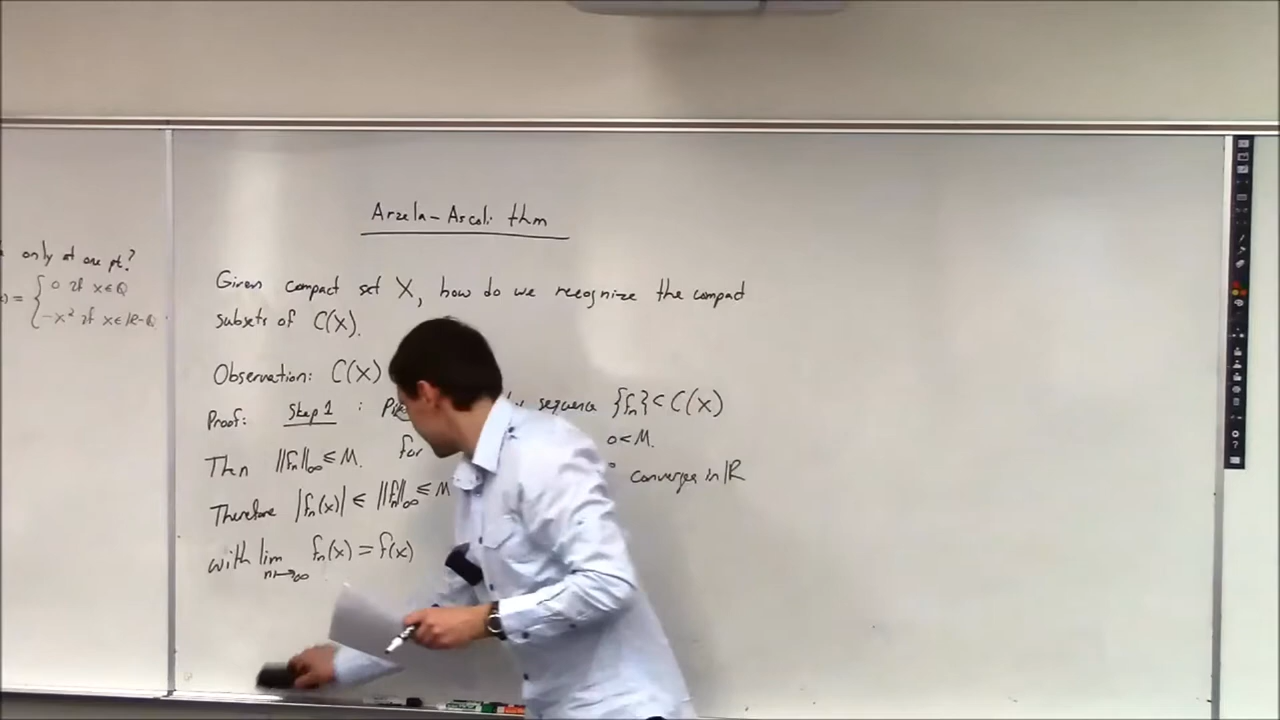 only at one pt?
= { 0 if x∈Q
-x² if x∈R-Q
Arzela-Ascoli thm
Given compact set X, how do we recognize the compact
subsets of C(X).
Observation: C(X)
Proof: Step 1 : sequence {fn}⊂C(X)
Then ||fn||∞ ≤ M. for 0<M.
Therefore |fn(x)| ≤ ||fn||∞ ≤ M converges in R
with lim n→∞ fn(x) = f(x)